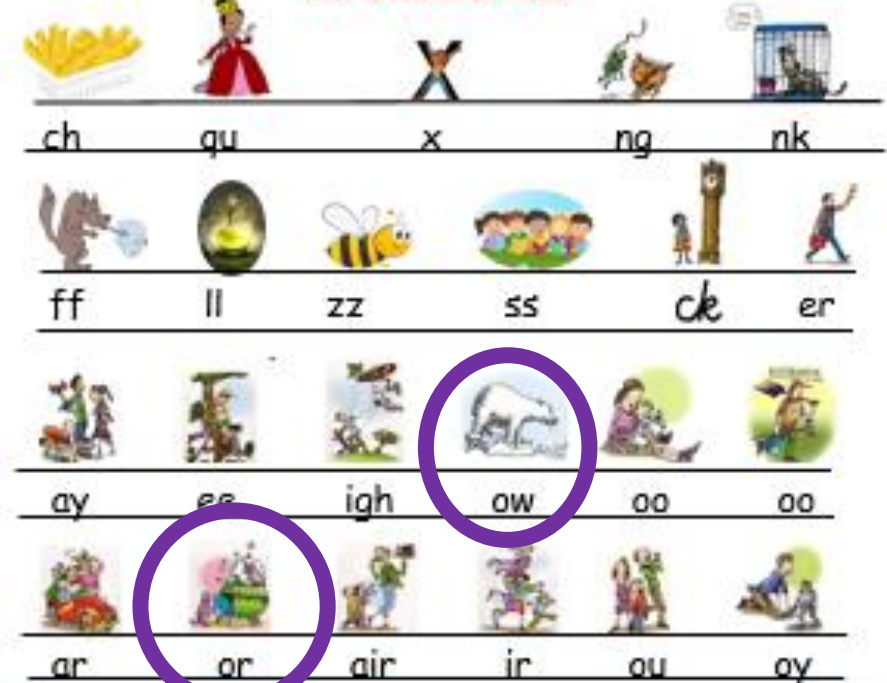 ch qu x ng nk
ff ll zz ss ck er
ay ee igh ow oo oo
ar or air ir ou oy